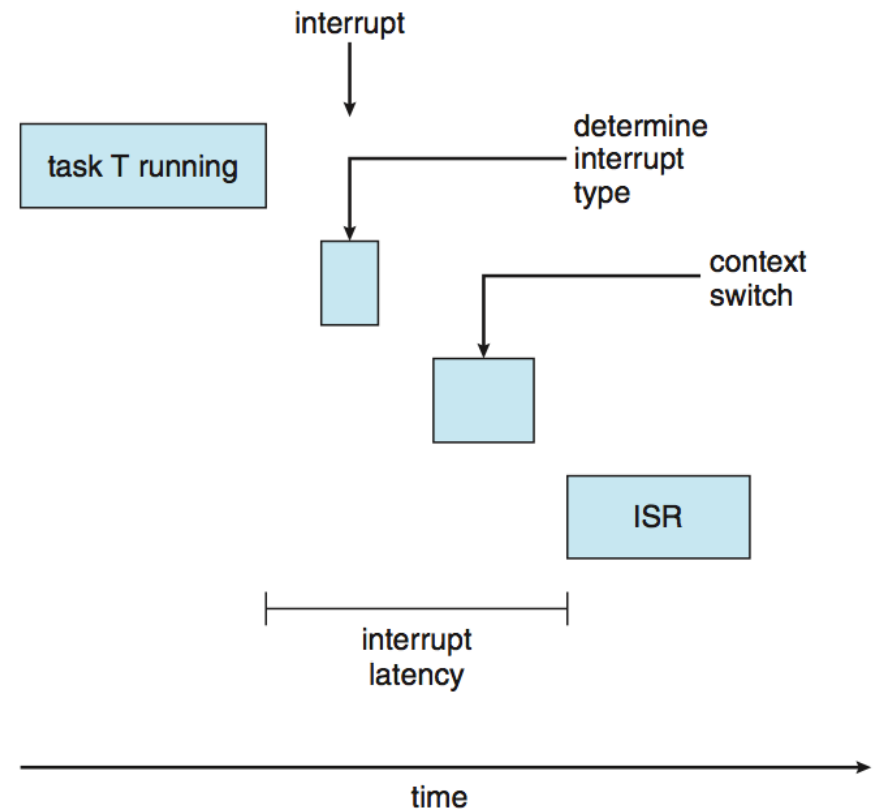 interrupt
task T running
determine
interrupt
type
context
switch
ISR
interrupt
latency
time